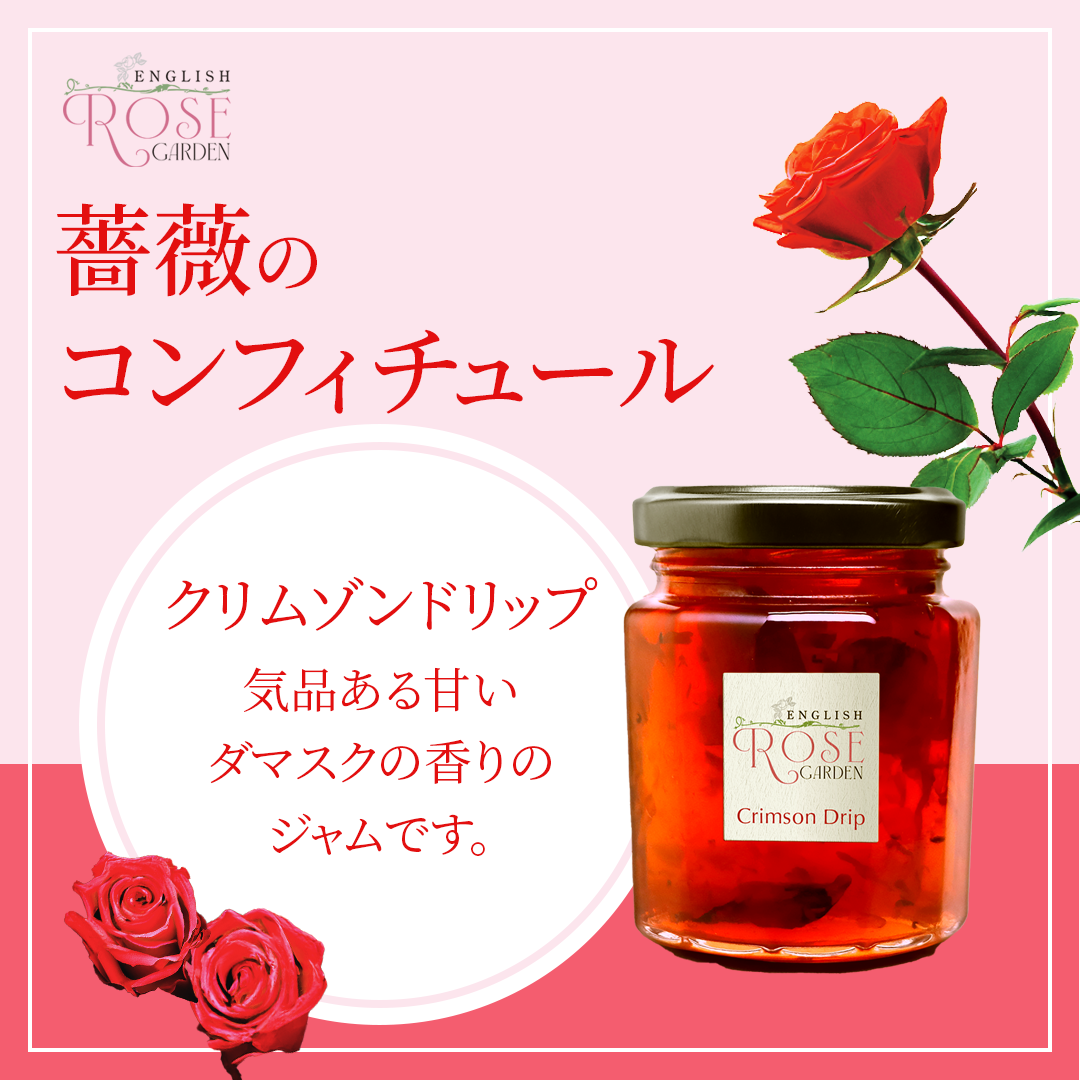 ENGLISH
ROSE
GARDEN
薔薇の
コンフィチュール
クリムゾンドリップ
気品ある甘い
ダマスクの香りの
ジャムです。
ENGLISH
ROSE
GARDEN
Crimson Drip